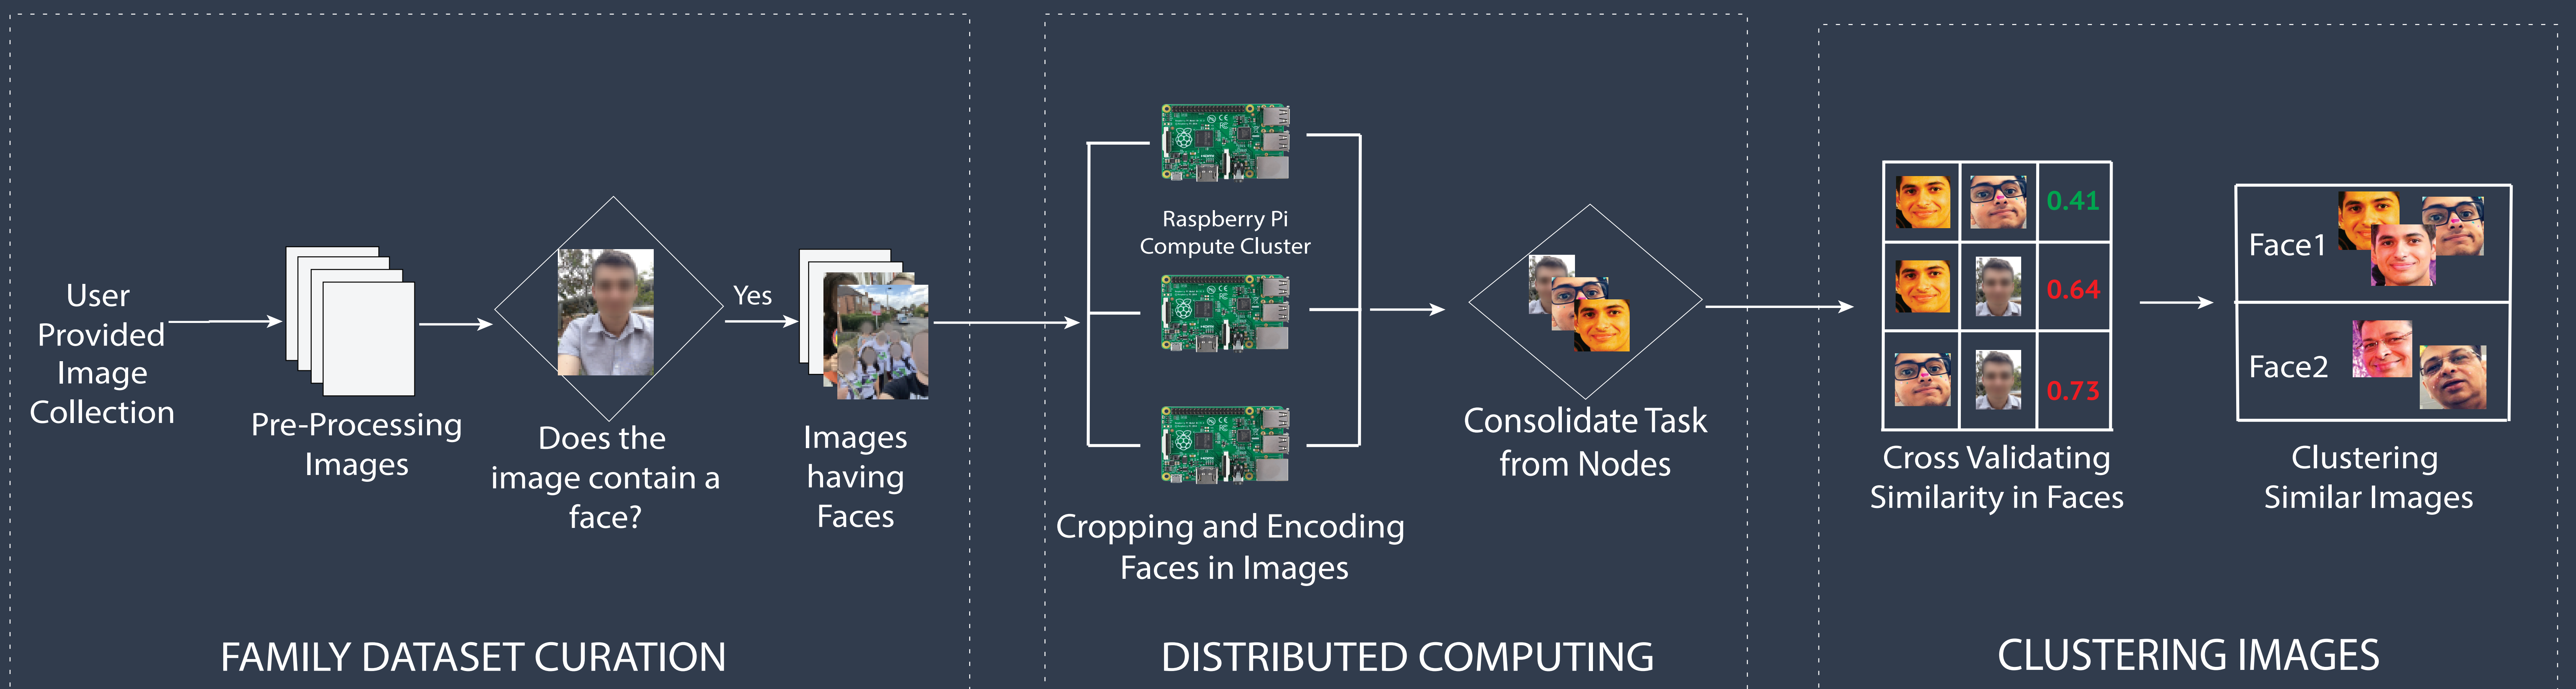 User
Provided
Image
Collection
Pre-Processing
Images
Does the
image contain a
face?
Yes
Images
having
Faces
FAMILY DATASET CURATION
Raspberry Pi
Compute Cluster
Cropping and Encoding
Faces in Images
Consolidate Task
from Nodes
DISTRIBUTED COMPUTING
0.41
0.64
0.73
Cross Validating
Similarity in Faces
Face1
Face2
Clustering
Similar Images
CLUSTERING IMAGES